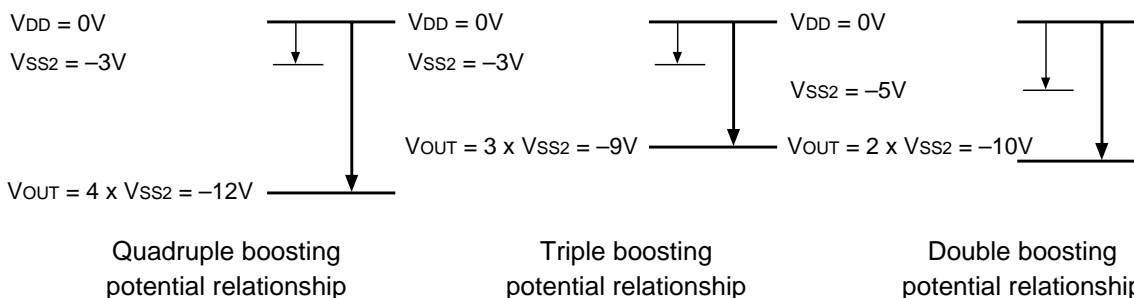 VDD = 0V
VSS2 = –3V
VOUT = 4 x VSS2 = –12V
Quadruple boosting
potential relationship
VDD = 0V
VSS2 = –3V
VOUT = 3 x VSS2 = –9V
Triple boosting
potential relationship
VDD = 0V
VSS2 = –5V
VOUT = 2 x VSS2 = –10V
Double boosting
potential relationship